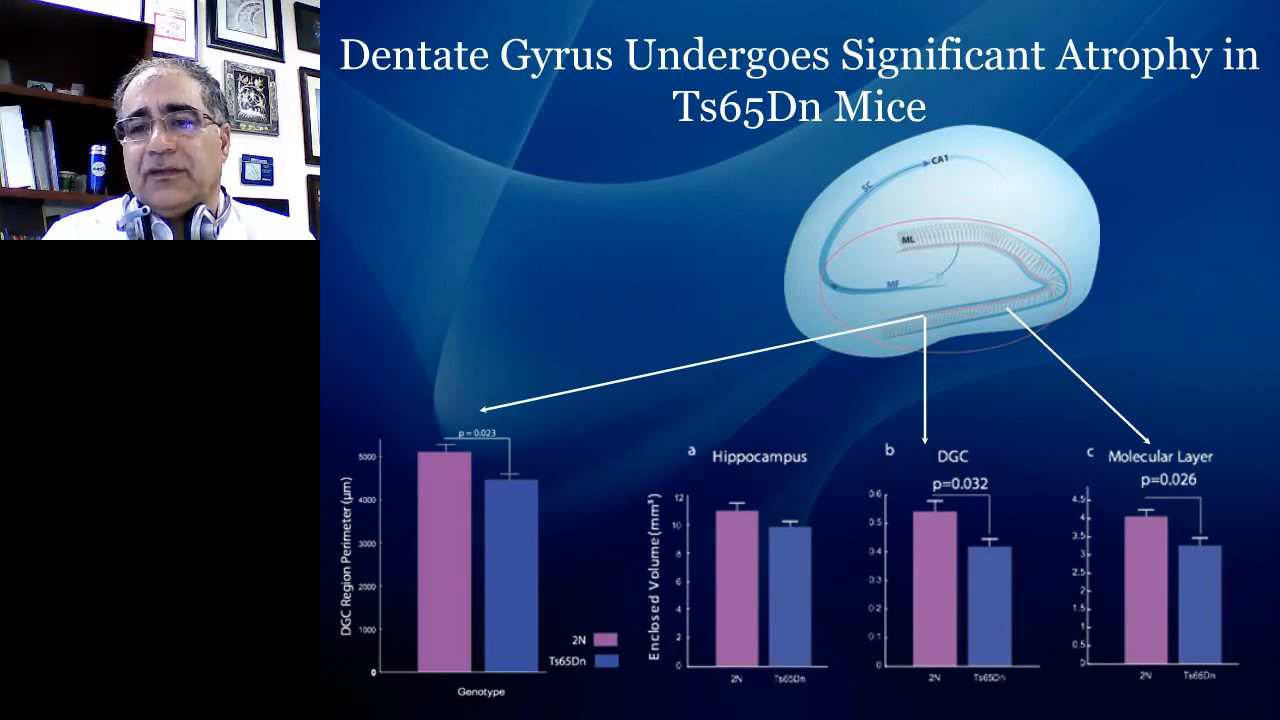 Dentate Gyrus Undergoes Significant Atrophy in
Ts65Dn Mice
CA1
SC
ML
MF
p = 0.023
DGC Region Perimeter (µm)
5000
4000
3000
2000
1000
0
2N
Ts65Dn
Genotype
a Hippocampus
Enclosed Volume (mm³)
12
10
8
6
4
2
0
2N Ts65Dn
b DGC
p=0.032
0.6
0.5
0.4
0.3
0.2
0.1
0
2N Ts65Dn
c Molecular Layer
p=0.026
4.5
4
3.5
3
2.5
2
1.5
1
0.5
0
2N Ts65Dn